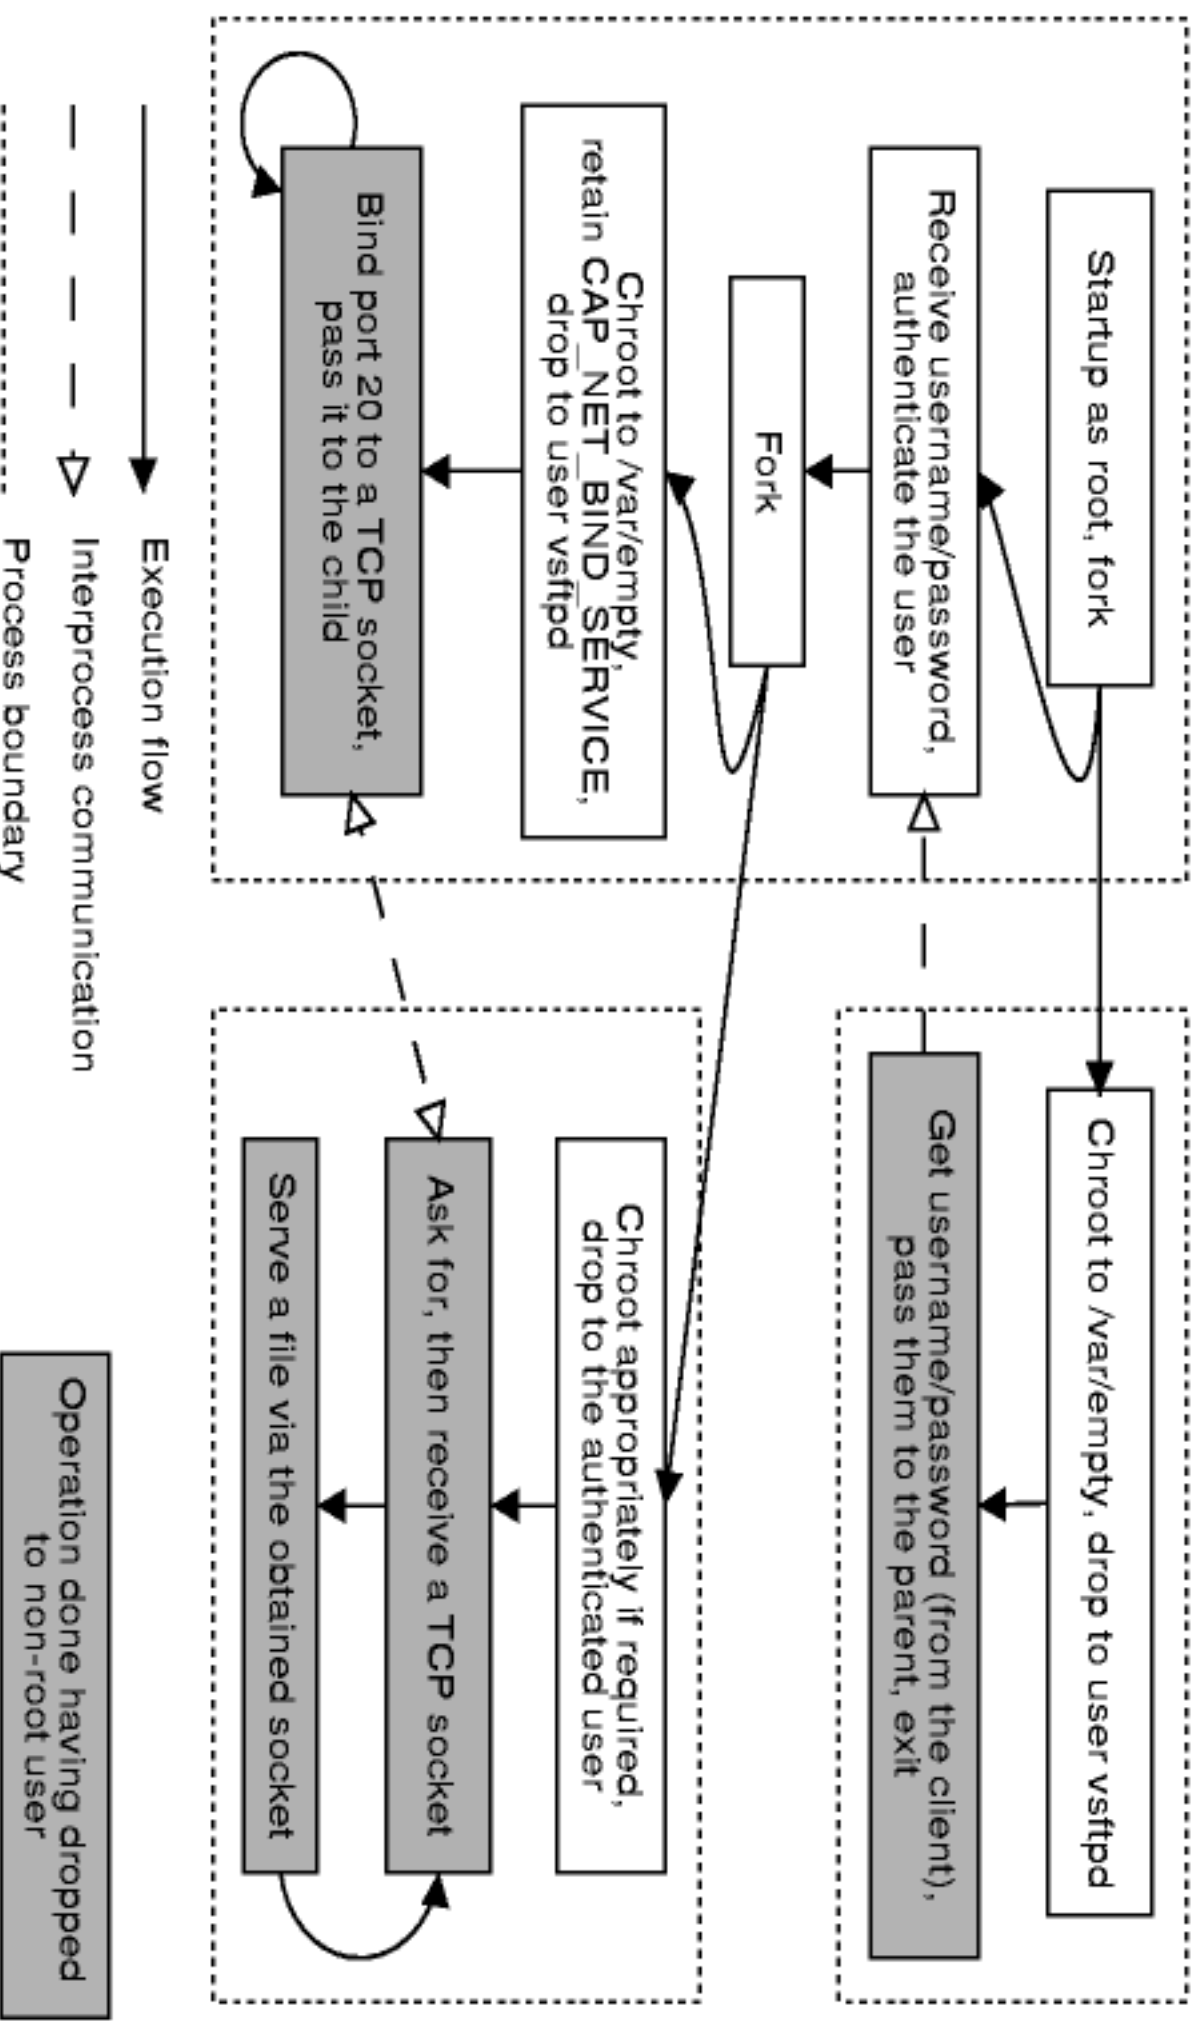 Startup as root, fork
Chroot to /var/empty, drop to user vsftpd
Receive username/password,
authenticate the user
Get username/password (from the client),
pass them to the parent, exit
Fork
Chroot to /var/empty,
retain CAP_NET_BIND_SERVICE,
drop to user vsftpd
Chroot appropriately if required,
drop to the authenticated user
Bind port 20 to a TCP socket,
pass it to the child
Ask for, then receive a TCP socket
Serve a file via the obtained socket
Execution flow
Interprocess communication
Process boundary
Operation done having dropped
to non-root user